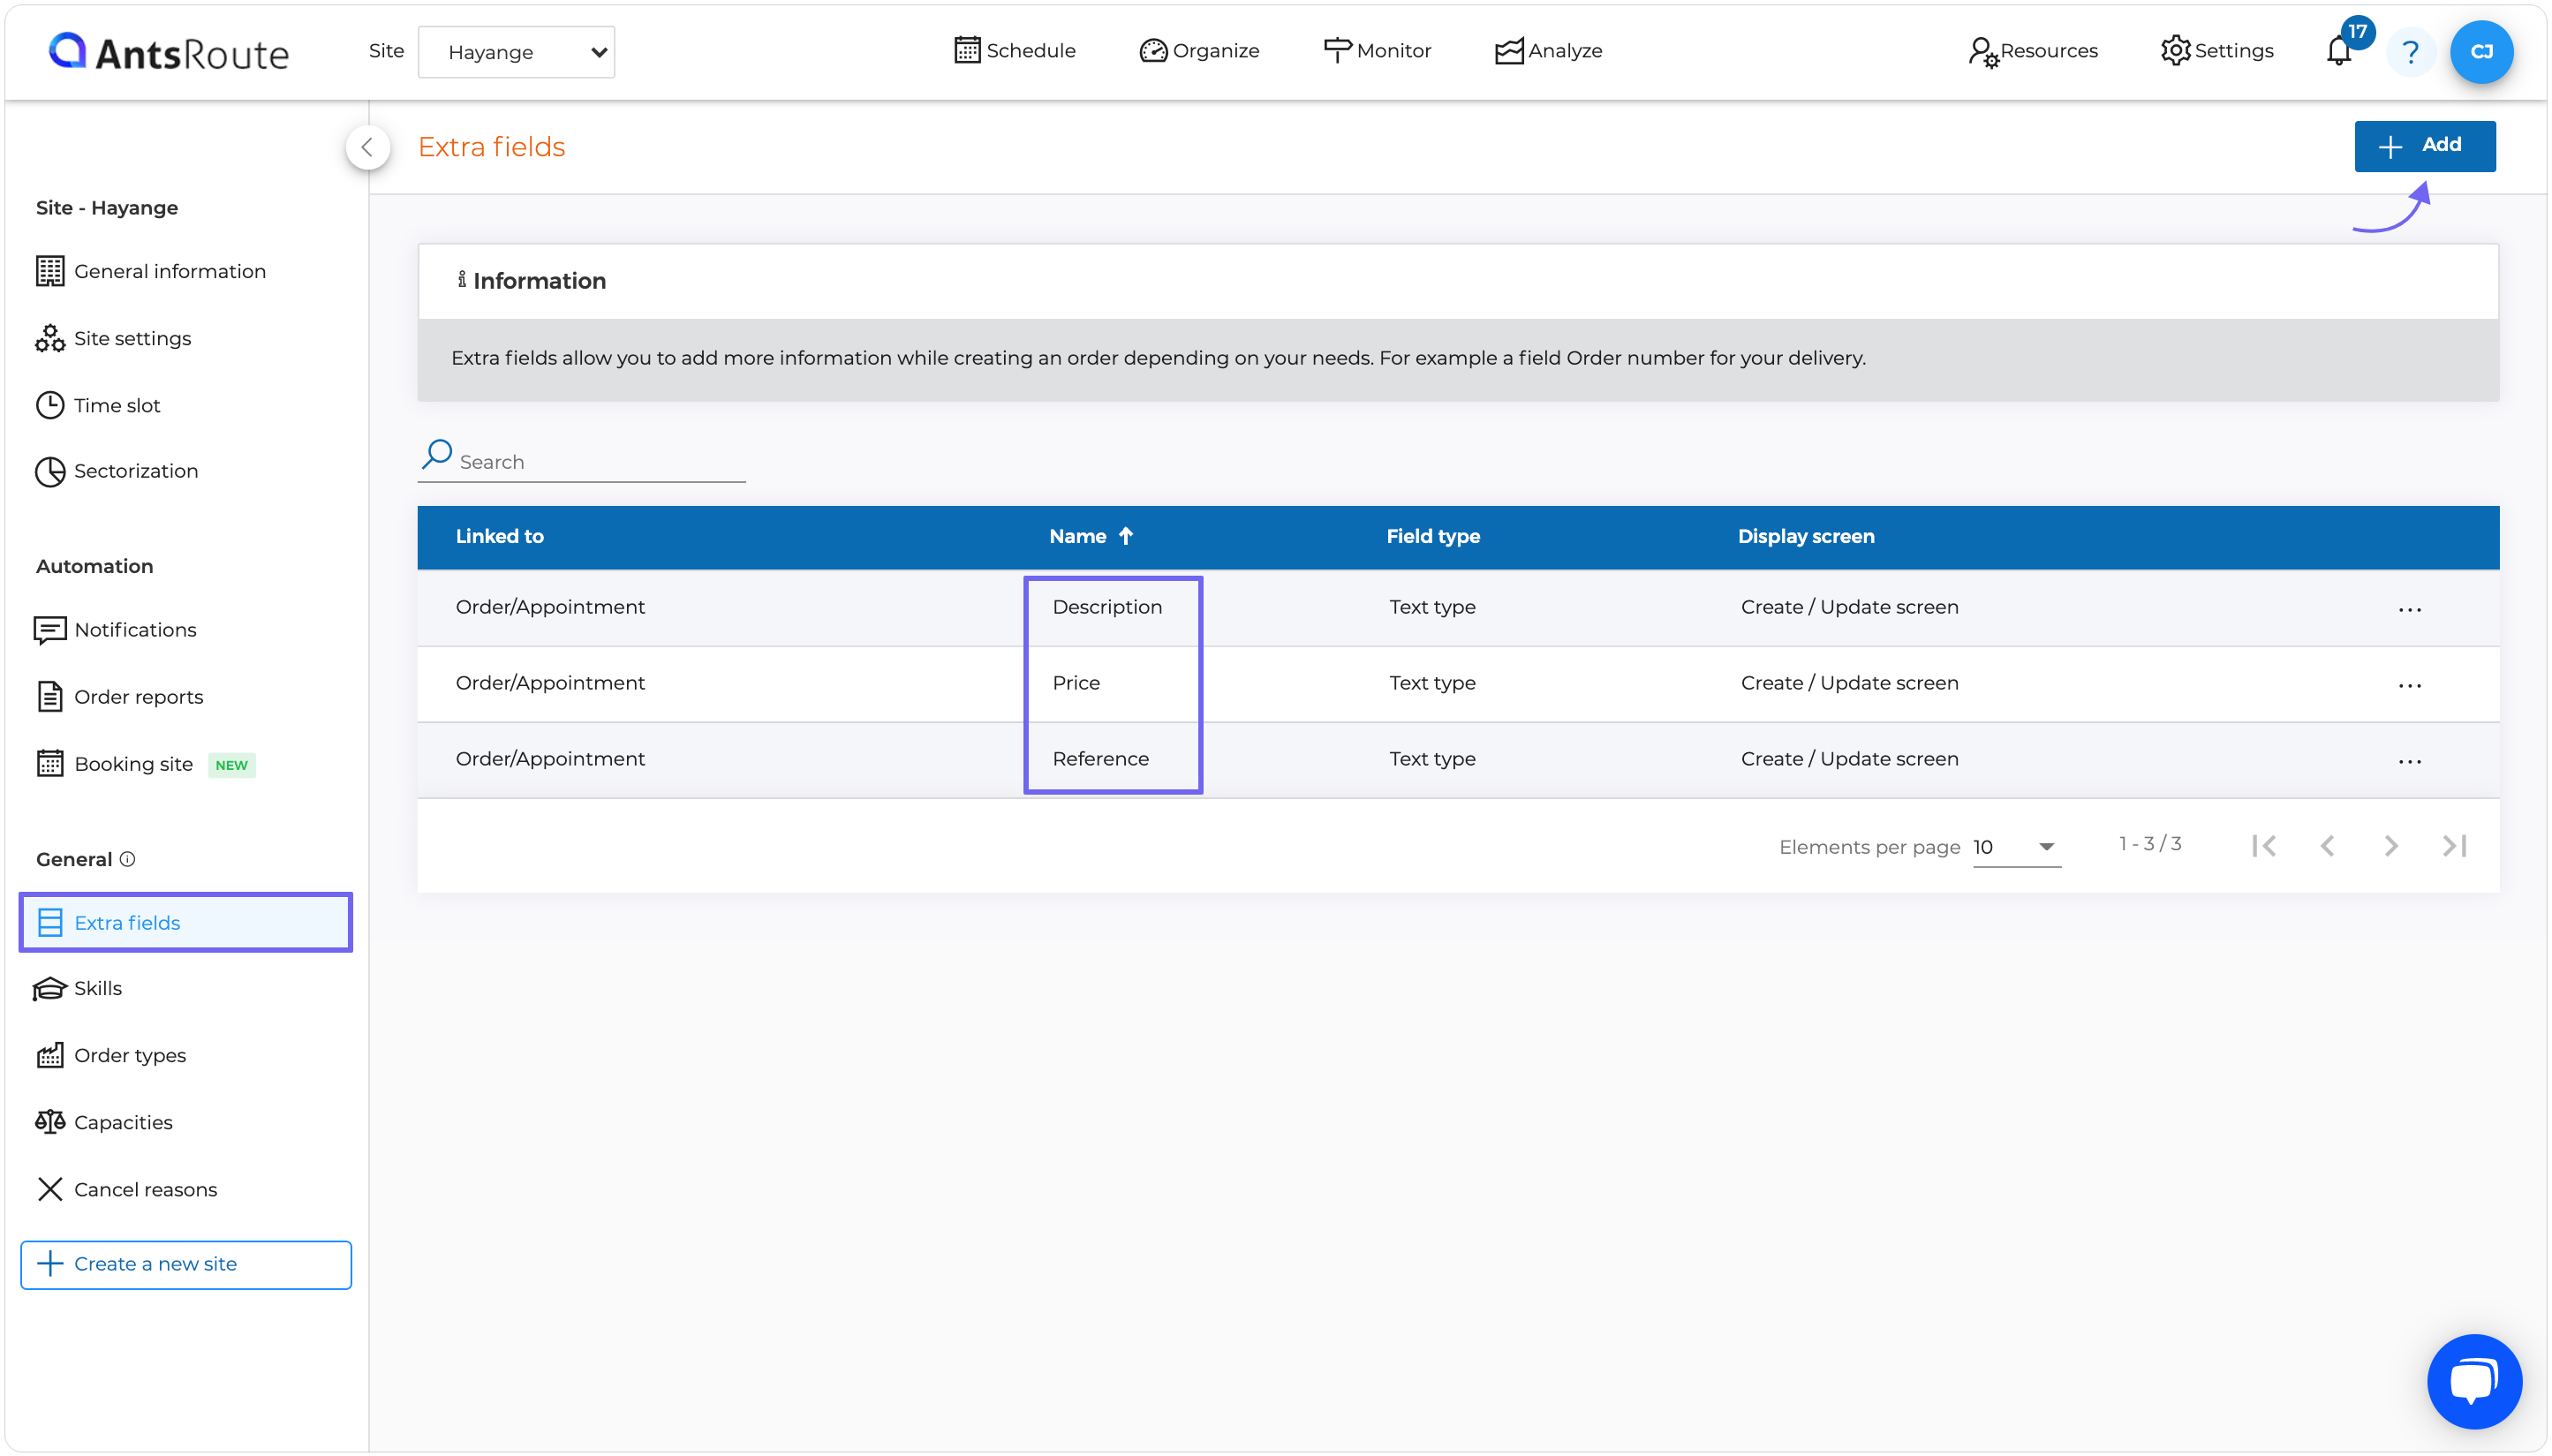 AntsRoute
Site Hayange
Schedule Organize Monitor Analyze
Resources Settings 17 ? CJ
Extra fields
Add
Site - Hayange
General information
Site settings
Time slot
Sectorization
Automation
Notifications
Order reports
Booking site NEW
General
Extra fields
Skills
Order types
Capacities
Cancel reasons
Create a new site
Information
Extra fields allow you to add more information while creating an order depending on your needs. For example a field Order number for your delivery.
Search
Linked to Name Field type Display screen
Order/Appointment Description Text type Create / Update screen ...
Order/Appointment Price Text type Create / Update screen ...
Order/Appointment Reference Text type Create / Update screen ...
Elements per page 10 1 - 3 / 3